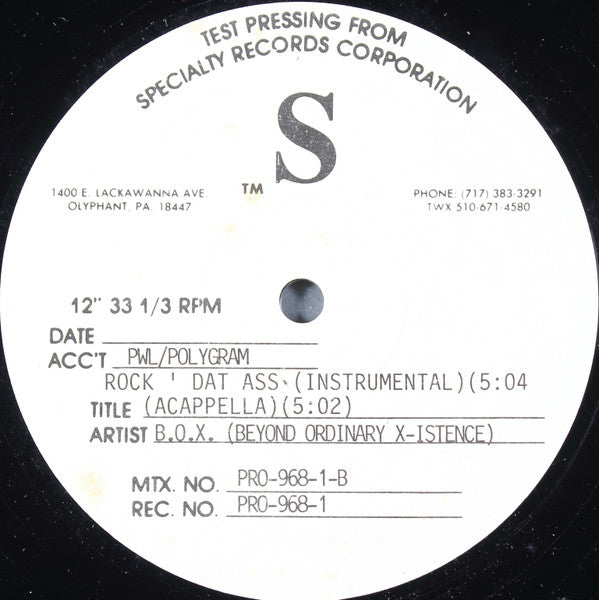 TEST PRESSING FROM
SPECIALTY RECORDS CORPORATION
S
TM
1400 E. LACKAWANNA AVE.
OLYPHANT, PA. 18447
PHONE: (717) 383-3291
TWX 510-671-4580
12" 33 1/3 RPM
DATE
ACC'T PWL/POLYGRAM
ROCK ' DAT ASS (INSTRUMENTAL)(5:04
TITLE (ACAPPELLA)(5:02)
ARTIST B.O.X. (BEYOND ORDINARY X-ISTENCE)
MTX. NO. PRO-968-1-B
REC. NO. PRO-968-1